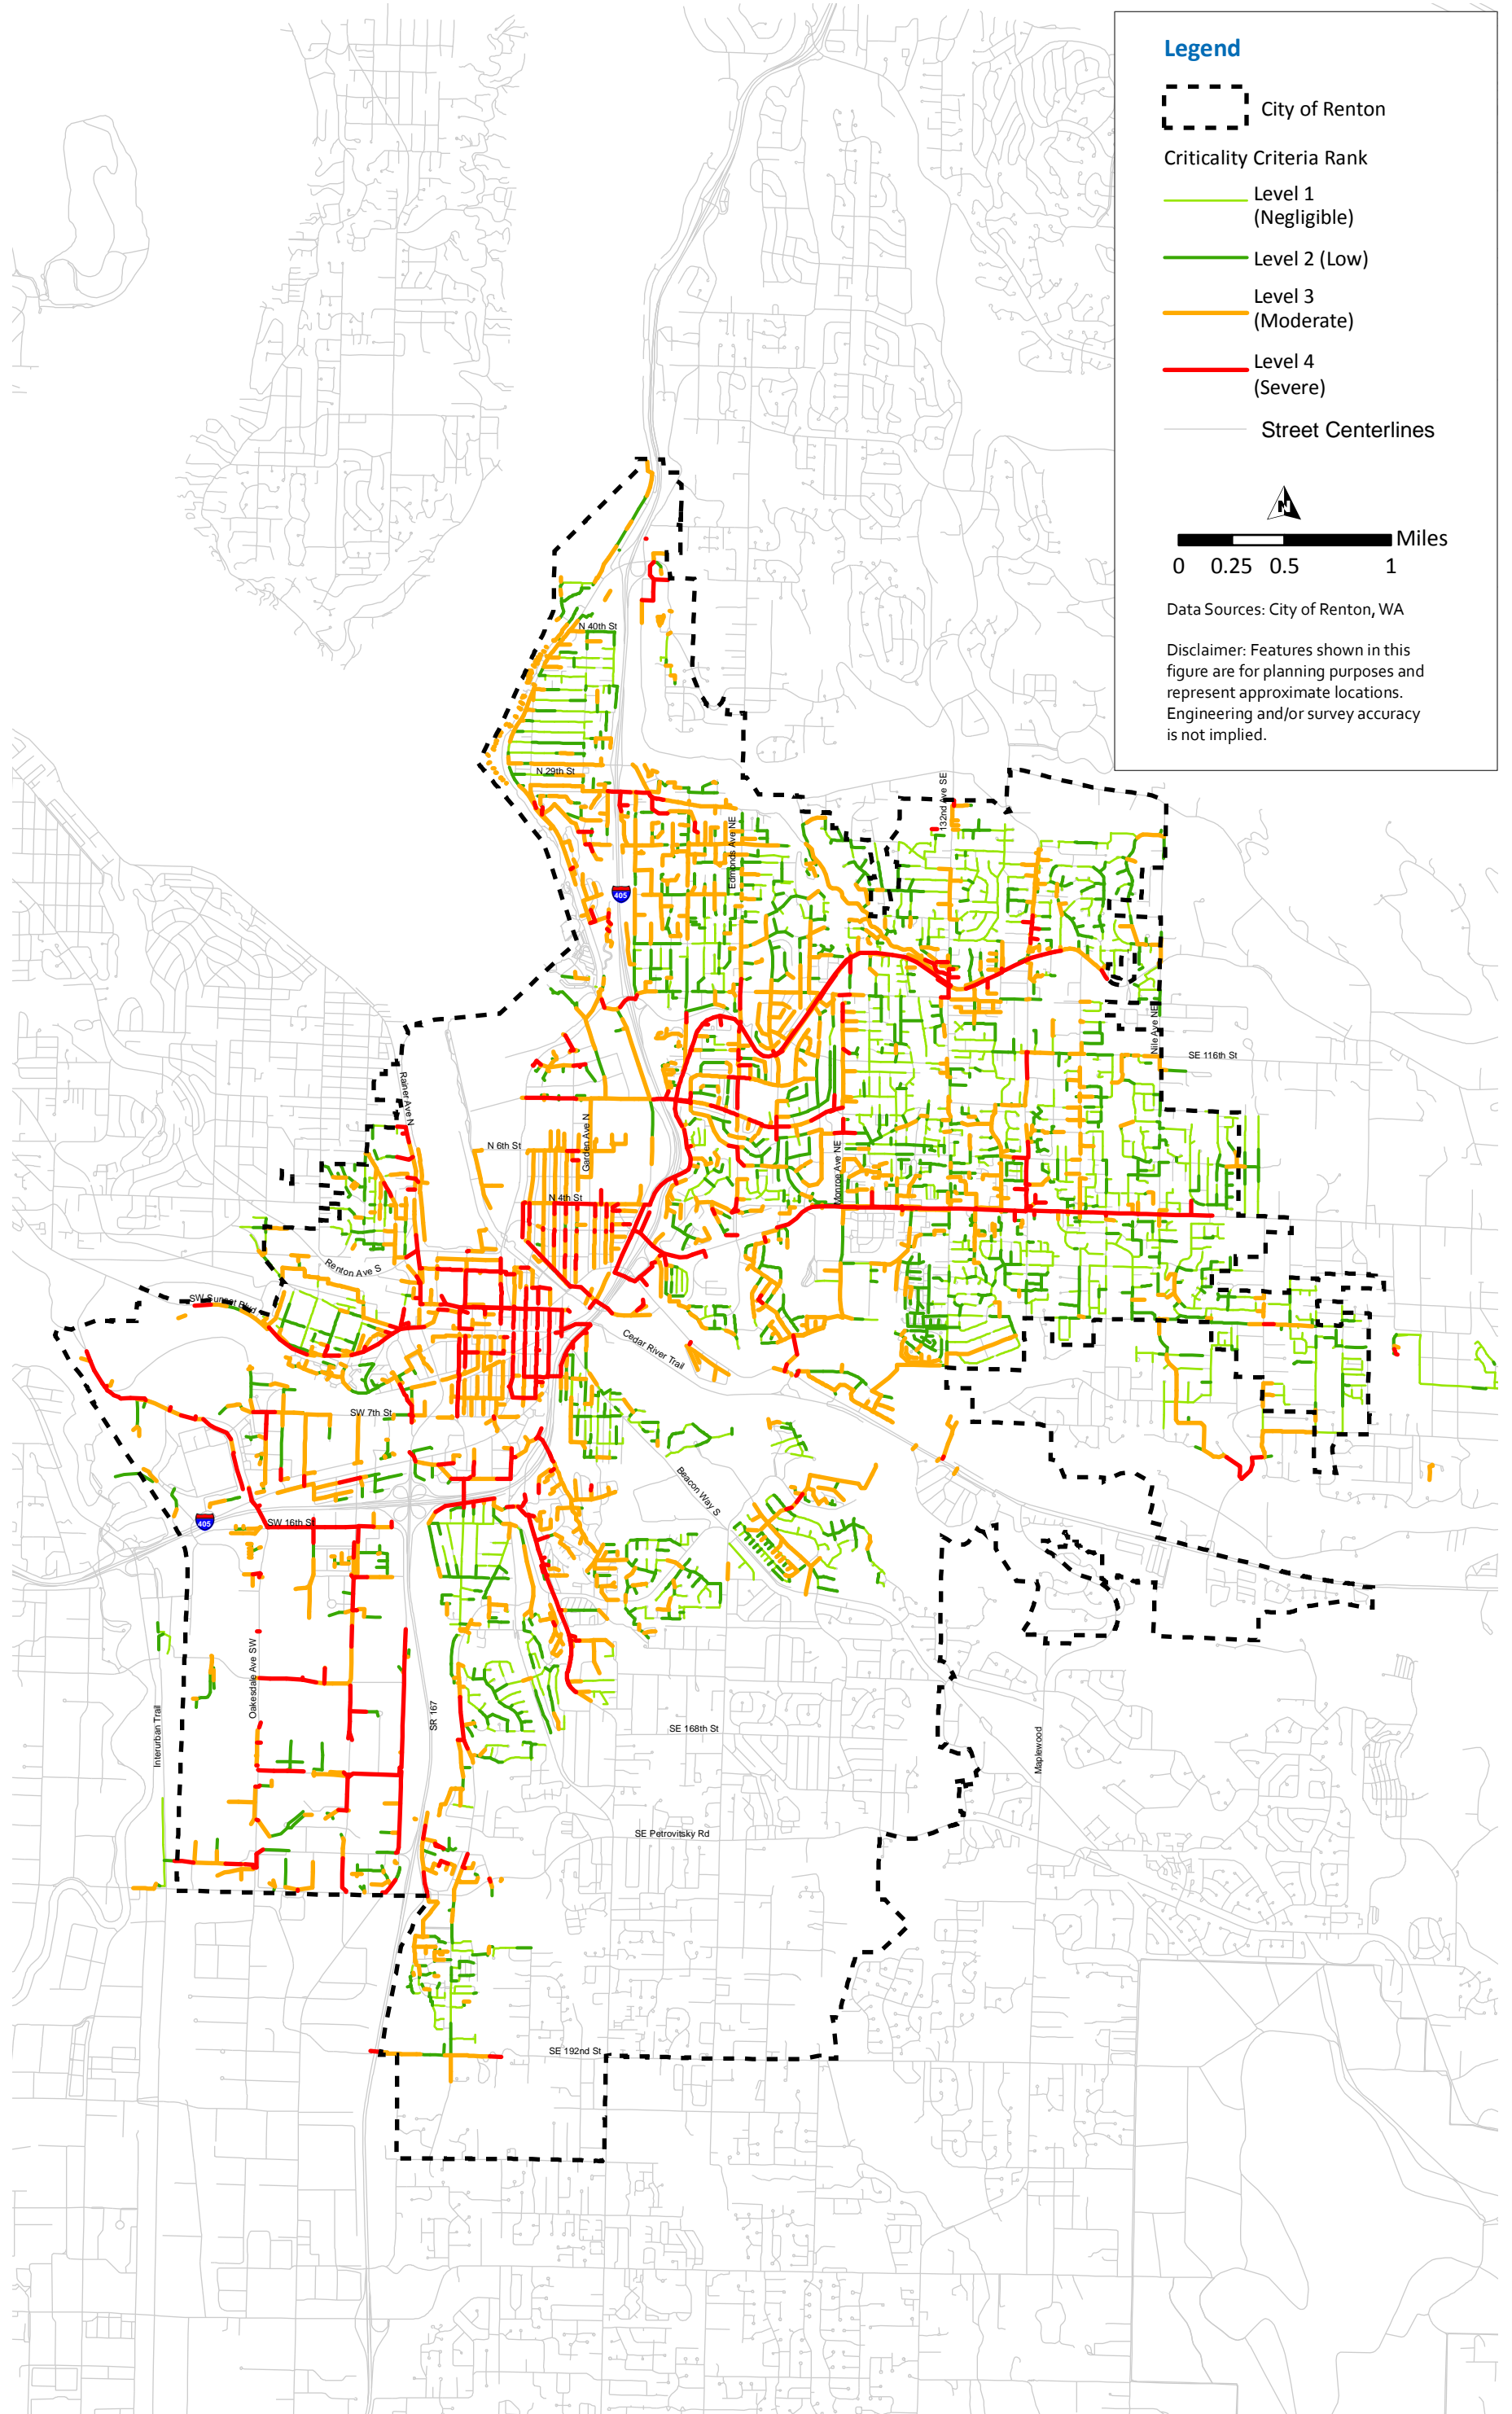 Legend
City of Renton
Criticality Criteria Rank
Level 1
(Negligible)
Level 2 (Low)
Level 3
(Moderate)
Level 4
(Severe)
Street Centerlines
N
Miles
0 0.25 0.5 1
Data Sources: City of Renton, WA
Disclaimer: Features shown in this
figure are for planning purposes and
represent approximate locations.
Engineering and/or survey accuracy
is not implied.
N 40th St
N 29th St
132nd Ave SE
Edmonds Ave NE
405
Nile Ave NE
SE 116th St
Rainer Ave N
N 6th St
Garden Ave N
Monroe Ave NE
N 4th St
Renton Ave S
SW Sunset Blvd
Cedar River Trail
SW 7th St
Beacon Way S
405
SW 16th St
Oakesdale Ave SW
Interurban Trail
SR 167
SE 168th St
Maplewood
SE Petrovitsky Rd
SE 192nd St